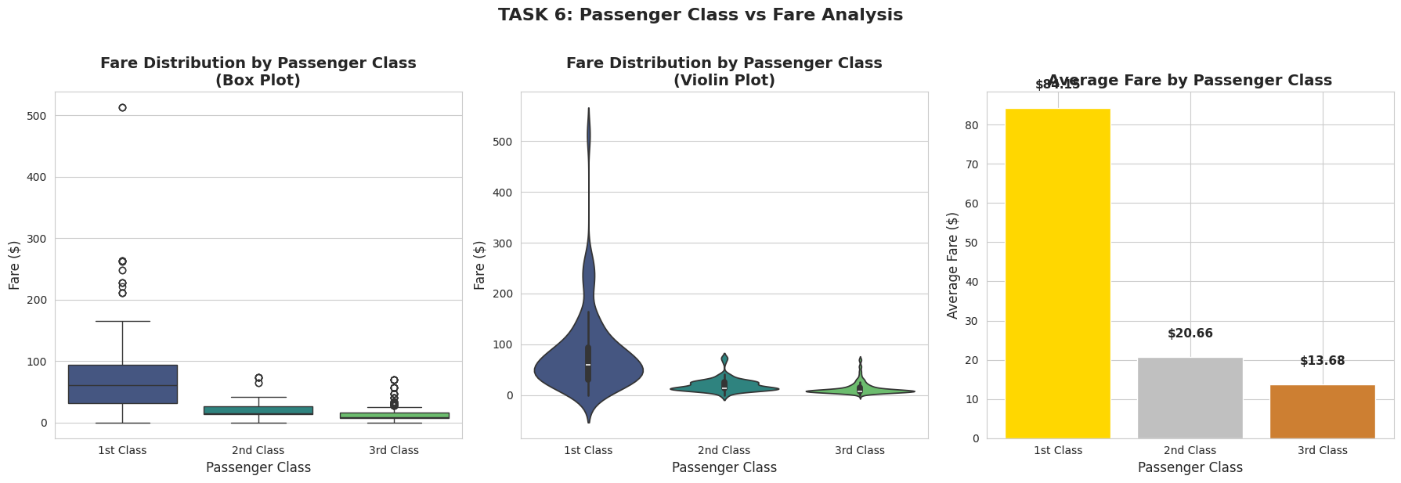 TASK 6: Passenger Class vs Fare Analysis
Fare Distribution by Passenger Class
(Box Plot)
Fare ($)
500
400
300
200
100
0
1st Class
2nd Class
3rd Class
Passenger Class
Fare Distribution by Passenger Class
(Violin Plot)
Fare ($)
500
400
300
200
100
0
1st Class
2nd Class
3rd Class
Passenger Class
Average Fare by Passenger Class
$84.15
Average Fare ($)
80
70
60
50
40
30
20
10
0
$20.66
$13.68
1st Class
2nd Class
3rd Class
Passenger Class